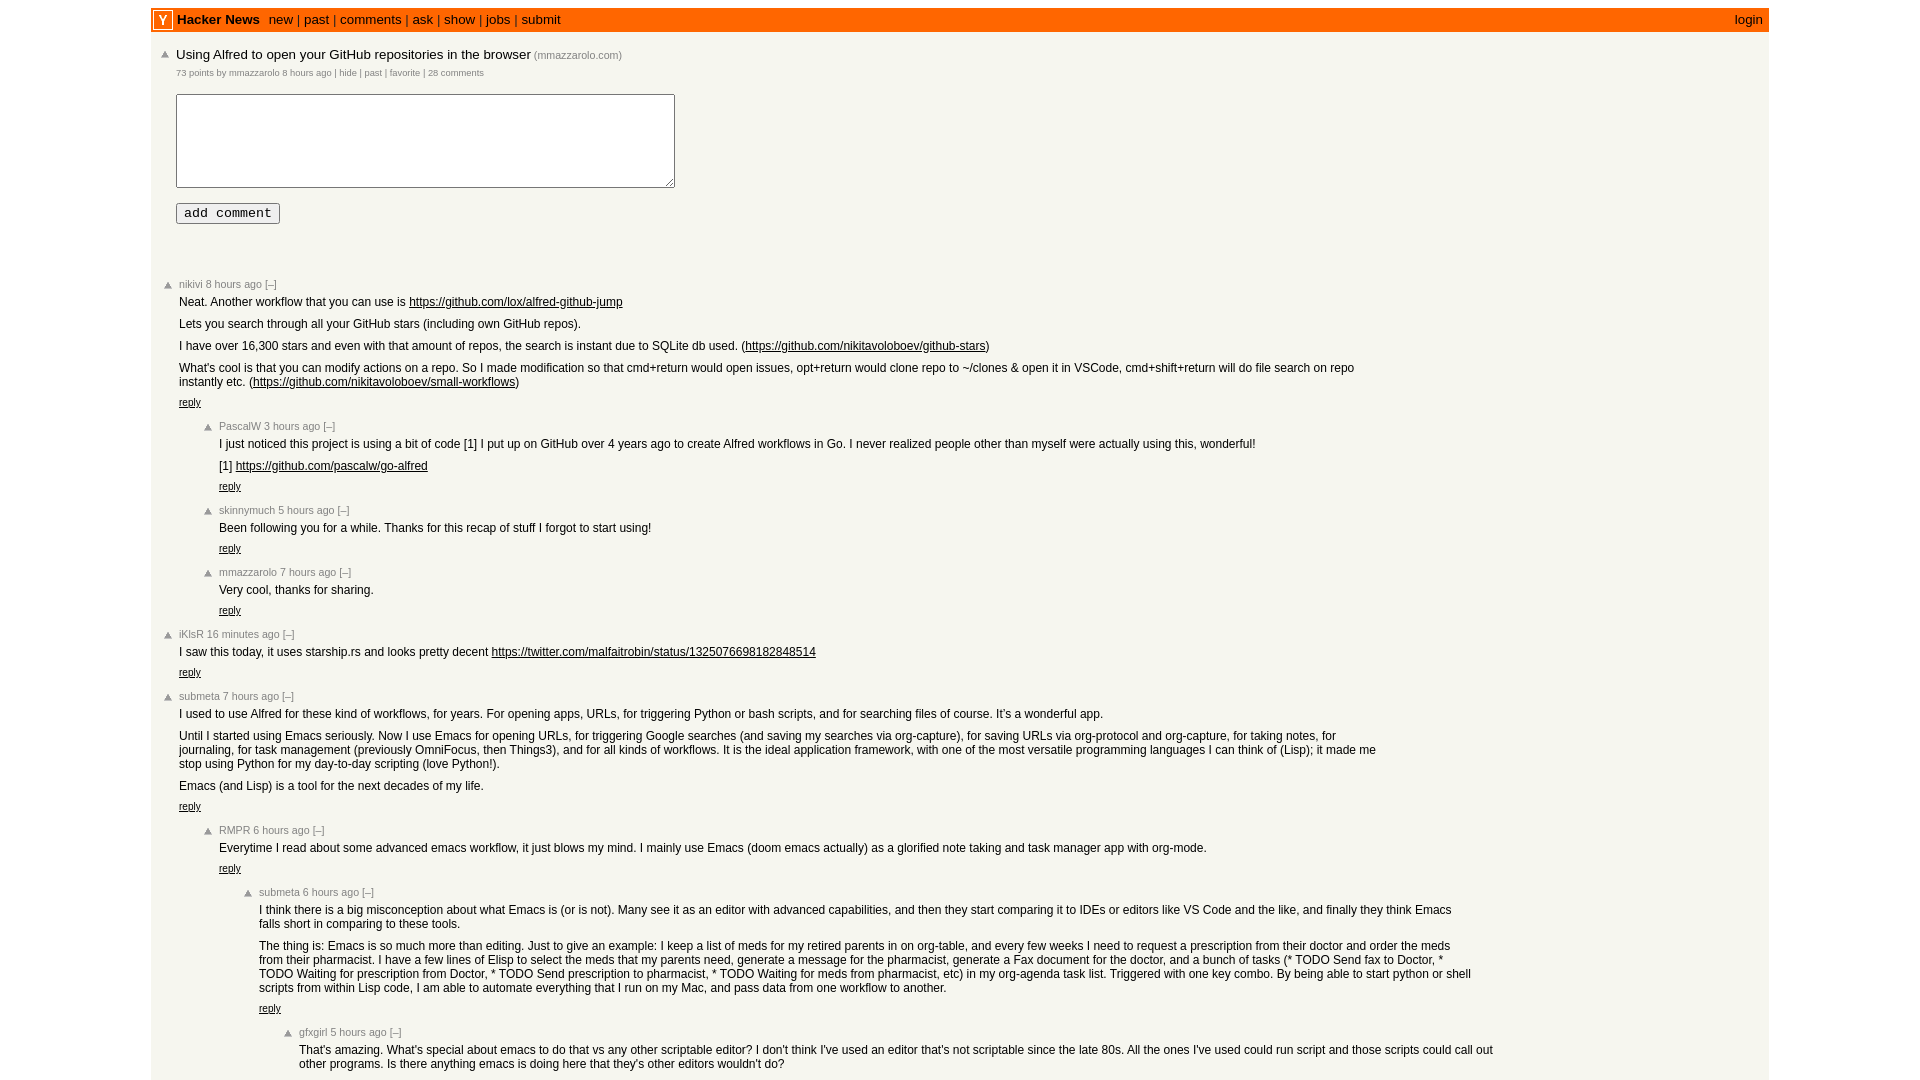 Y Hacker News new | past | comments | ask | show | jobs | submit login
Using Alfred to open your GitHub repositories in the browser (mmazzarolo.com)
73 points by mmazzarolo 8 hours ago | hide | past | favorite | 28 comments
add comment
nikivi 8 hours ago [–]
Neat. Another workflow that you can use is https://github.com/lox/alfred-github-jump
Lets you search through all your GitHub stars (including own GitHub repos).
I have over 16,300 stars and even with that amount of repos, the search is instant due to SQLite db used. (https://github.com/nikitavoloboev/github-stars)
What's cool is that you can modify actions on a repo. So I made modification so that cmd+return would open issues, opt+return would clone repo to ~/clones & open it in VSCode, cmd+shift+return will do file search on repo
instantly etc. (https://github.com/nikitavoloboev/small-workflows)
reply
PascalW 3 hours ago [–]
I just noticed this project is using a bit of code [1] I put up on GitHub over 4 years ago to create Alfred workflows in Go. I never realized people other than myself were actually using this, wonderful!
[1] https://github.com/pascalw/go-alfred
reply
skinnymuch 5 hours ago [–]
Been following you for a while. Thanks for this recap of stuff I forgot to start using!
reply
mmazzarolo 7 hours ago [–]
Very cool, thanks for sharing.
reply
iKlsR 16 minutes ago [–]
I saw this today, it uses starship.rs and looks pretty decent https://twitter.com/malfaitrobin/status/1325076698182848514
reply
submeta 7 hours ago [–]
I used to use Alfred for these kind of workflows, for years. For opening apps, URLs, for triggering Python or bash scripts, and for searching files of course. It's a wonderful app.
Until I started using Emacs seriously. Now I use Emacs for opening URLs, for triggering Google searches (and saving my searches via org-capture), for saving URLs via org-protocol and org-capture, for taking notes, for
journaling, for task management (previously OmniFocus, then Things3), and for all kinds of workflows. It is the ideal application framework, with one of the most versatile programming languages I can think of (Lisp); it made me
stop using Python for my day-to-day scripting (love Python!).
Emacs (and Lisp) is a tool for the next decades of my life.
reply
RMPR 6 hours ago [–]
Everytime I read about some advanced emacs workflow, it just blows my mind. I mainly use Emacs (doom emacs actually) as a glorified note taking and task manager app with org-mode.
reply
submeta 6 hours ago [–]
I think there is a big misconception about what Emacs is (or is not). Many see it as an editor with advanced capabilities, and then they start comparing it to IDEs or editors like VS Code and the like, and finally they think Emacs
falls short in comparing to these tools.
The thing is: Emacs is so much more than editing. Just to give an example: I keep a list of meds for my retired parents in on org-table, and every few weeks I need to request a prescription from their doctor and order the meds
from their pharmacist. I have a few lines of Elisp to select the meds that my parents need, generate a message for the pharmacist, generate a Fax document for the doctor, and a bunch of tasks (* TODO Send fax to Doctor, *
TODO Waiting for prescription from Doctor, * TODO Send prescription to pharmacist, * TODO Waiting for meds from pharmacist, etc) in my org-agenda task list. Triggered with one key combo. By being able to start python or shell
scripts from within Lisp code, I am able to automate everything that I run on my Mac, and pass data from one workflow to another.
reply
gfxgirl 5 hours ago [–]
That's amazing. What's special about emacs to do that vs any other scriptable editor? I don't think I've used an editor that's not scriptable since the late 80s. All the ones I've used could run script and those scripts could call out
other programs. Is there anything emacs is doing here that they's other editors wouldn't do?